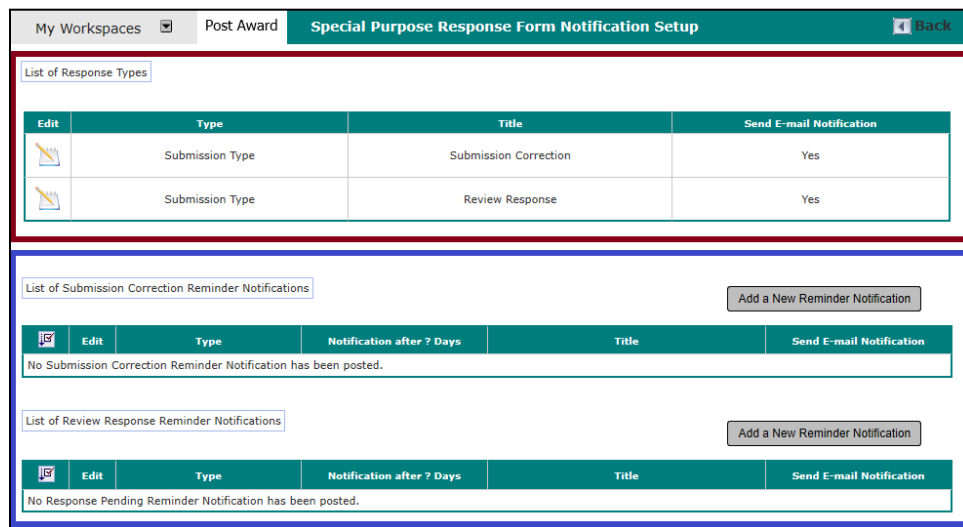 My Workspaces Post Award Special Purpose Response Form Notification Setup Back
List of Response Types
Edit Type Title Send E-mail Notification
Submission Type Submission Correction Yes
Submission Type Review Response Yes
List of Submission Correction Reminder Notifications
Add a New Reminder Notification
Edit Type Notification after ? Days Title Send E-mail Notification
No Submission Correction Reminder Notification has been posted.
List of Review Response Reminder Notifications
Add a New Reminder Notification
Edit Type Notification after ? Days Title Send E-mail Notification
No Response Pending Reminder Notification has been posted.